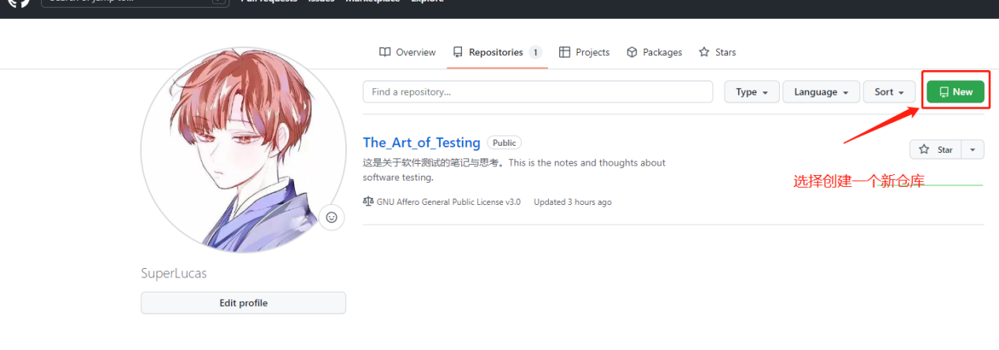 Overview Repositories 1 Projects Packages Stars
Find a repository... Type Language Sort New
The_Art_of_Testing Public
Star
这是关于软件测试的笔记与思考。This is the notes and thoughts about
software testing.
选择创建一个新仓库
GNU Affero General Public License v3.0 Updated 3 hours ago
SuperLucas
Edit profile